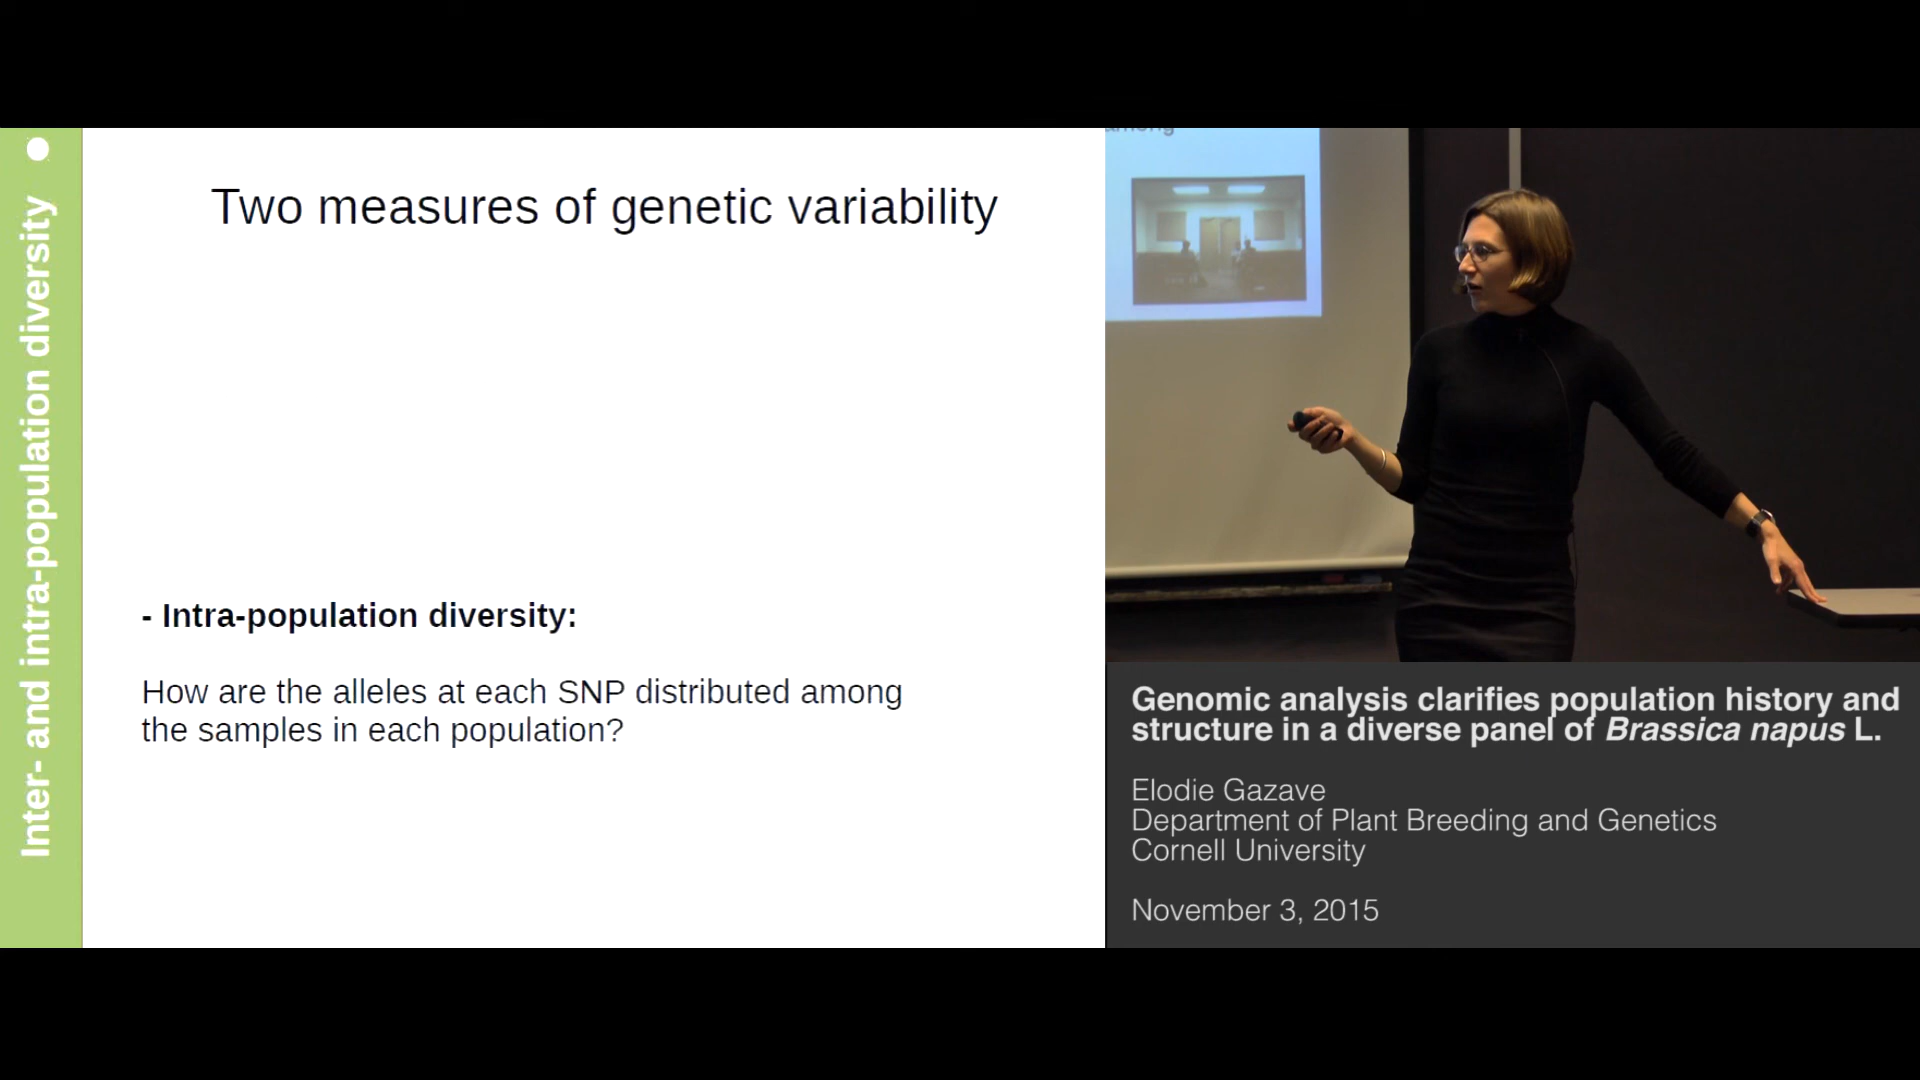 Inter- and intra-population diversity
Two measures of genetic variability
- Intra-population diversity:
How are the alleles at each SNP distributed among
the samples in each population?
among
Genomic analysis clarifies population history and
structure in a diverse panel of Brassica napus L.
Elodie Gazave
Department of Plant Breeding and Genetics
Cornell University
November 3, 2015